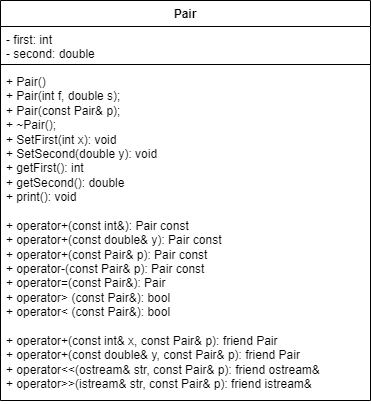 Pair
- first: int
- second: double
+ Pair()
+ Pair(int f, double s);
+ Pair(const Pair& p);
+ ~Pair();
+ SetFirst(int x): void
+ SetSecond(double y): void
+ getFirst(): int
+ getSecond(): double
+ print(): void
+ operator+(const int&): Pair const
+ operator+(const double& y): Pair const
+ operator+(const Pair& p): Pair const
+ operator-(const Pair& p): Pair const
+ operator=(const Pair&): Pair
+ operator> (const Pair&): bool
+ operator< (const Pair&): bool
+ operator+(const int& x, const Pair& p): friend Pair
+ operator+(const double& y, const Pair& p): friend Pair
+ operator<<(ostream& str, const Pair& p): friend ostream&
+ operator>>(istream& str, const Pair& p): friend istream&